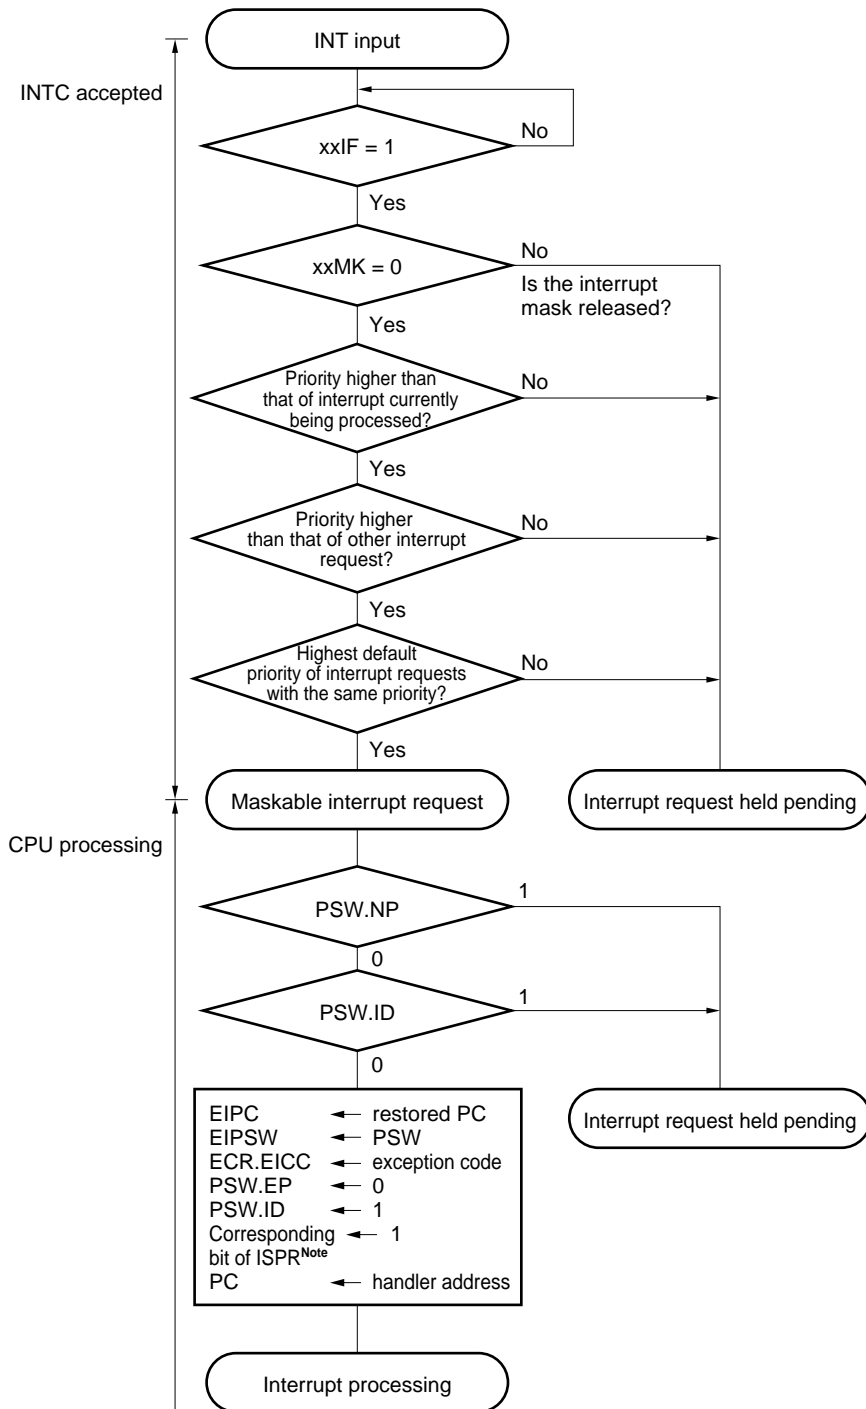 INT input
INTC accepted
xxIF = 1
No
Yes
xxMK = 0
No
Is the interrupt
mask released?
Yes
Priority higher than
that of interrupt currently
being processed?
No
Yes
Priority higher
than that of other interrupt
request?
No
Yes
Highest default
priority of interrupt requests
with the same priority?
No
Yes
Maskable interrupt request
Interrupt request held pending
CPU processing
PSW.NP
1
0
PSW.ID
1
0
EIPC ← restored PC
EIPSW ← PSW
ECR.EICC ← exception code
PSW.EP ← 0
PSW.ID ← 1
Corresponding ← 1
bit of ISPRNote
PC ← handler address
Interrupt request held pending
Interrupt processing